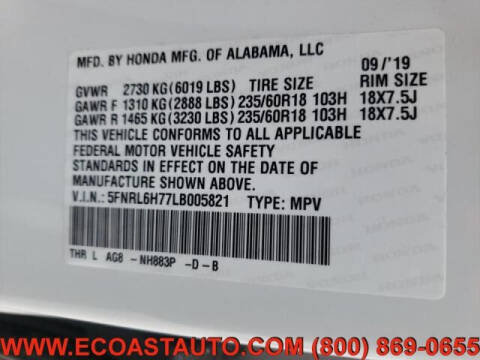 MFD. BY HONDA MFG. OF ALABAMA, LLC
09/'19
GVWR 2730 KG(6019 LBS) TIRE SIZE RIM SIZE
GAWR F 1310 KG(2888 LBS)235/60R18 103H 18X7.5J
GAWR R 1465 KG(3230 LBS)235/60R18 103H 18X7.5J
THIS VEHICLE CONFORMS TO ALL APPLICABLE
FEDERAL MOTOR VEHICLE SAFETY
STANDARDS IN EFFECT ON THE DATE OF
MANUFACTURE SHOWN ABOVE.
V.I.N.: 5FNRL6H77LB005821 TYPE: MPV
THR L AG8 - NH883P -D-B
WWW.ECOASTAUTO.COM (800) 869-0655